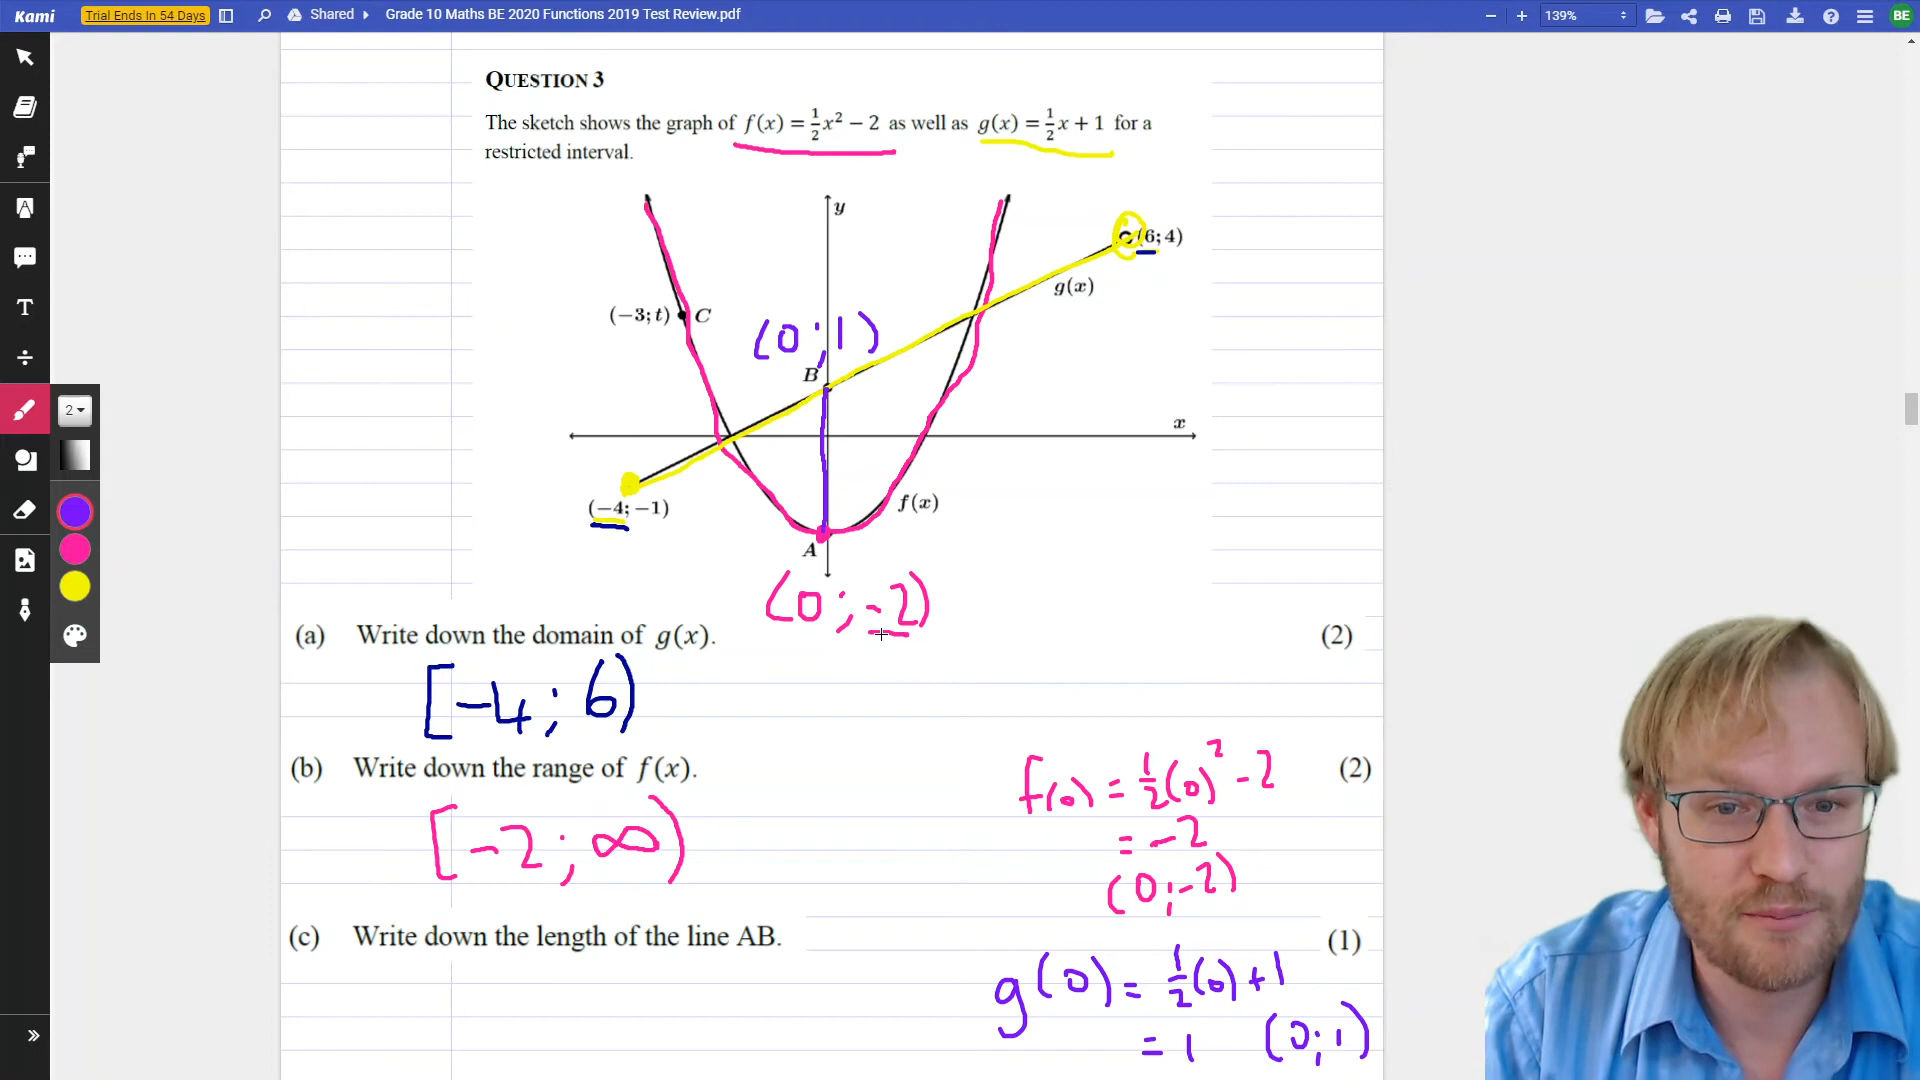 Kami
Trial Ends In 54 Days
Shared
Grade 10 Maths BE 2020 Functions 2019 Test Review.pdf
139%
BE
QUESTION 3
The sketch shows the graph of f(x) = 1/2 x² − 2 as well as g(x) = 1/2 x + 1 for a
restricted interval.
y
(6; 4)
g(x)
(−3; t) C
(0;1)
B
x
(−4; −1)
f(x)
A
(0;-2)
2
(a) Write down the domain of g(x). (2)
[-4;6)
(b) Write down the range of f(x). (2)
[-2;∞)
f(0) = 1/2(0)² - 2
= -2
(0;-2)
(c) Write down the length of the line AB. (1)
g(0) = 1/2(0)+1
= 1 (0;1)